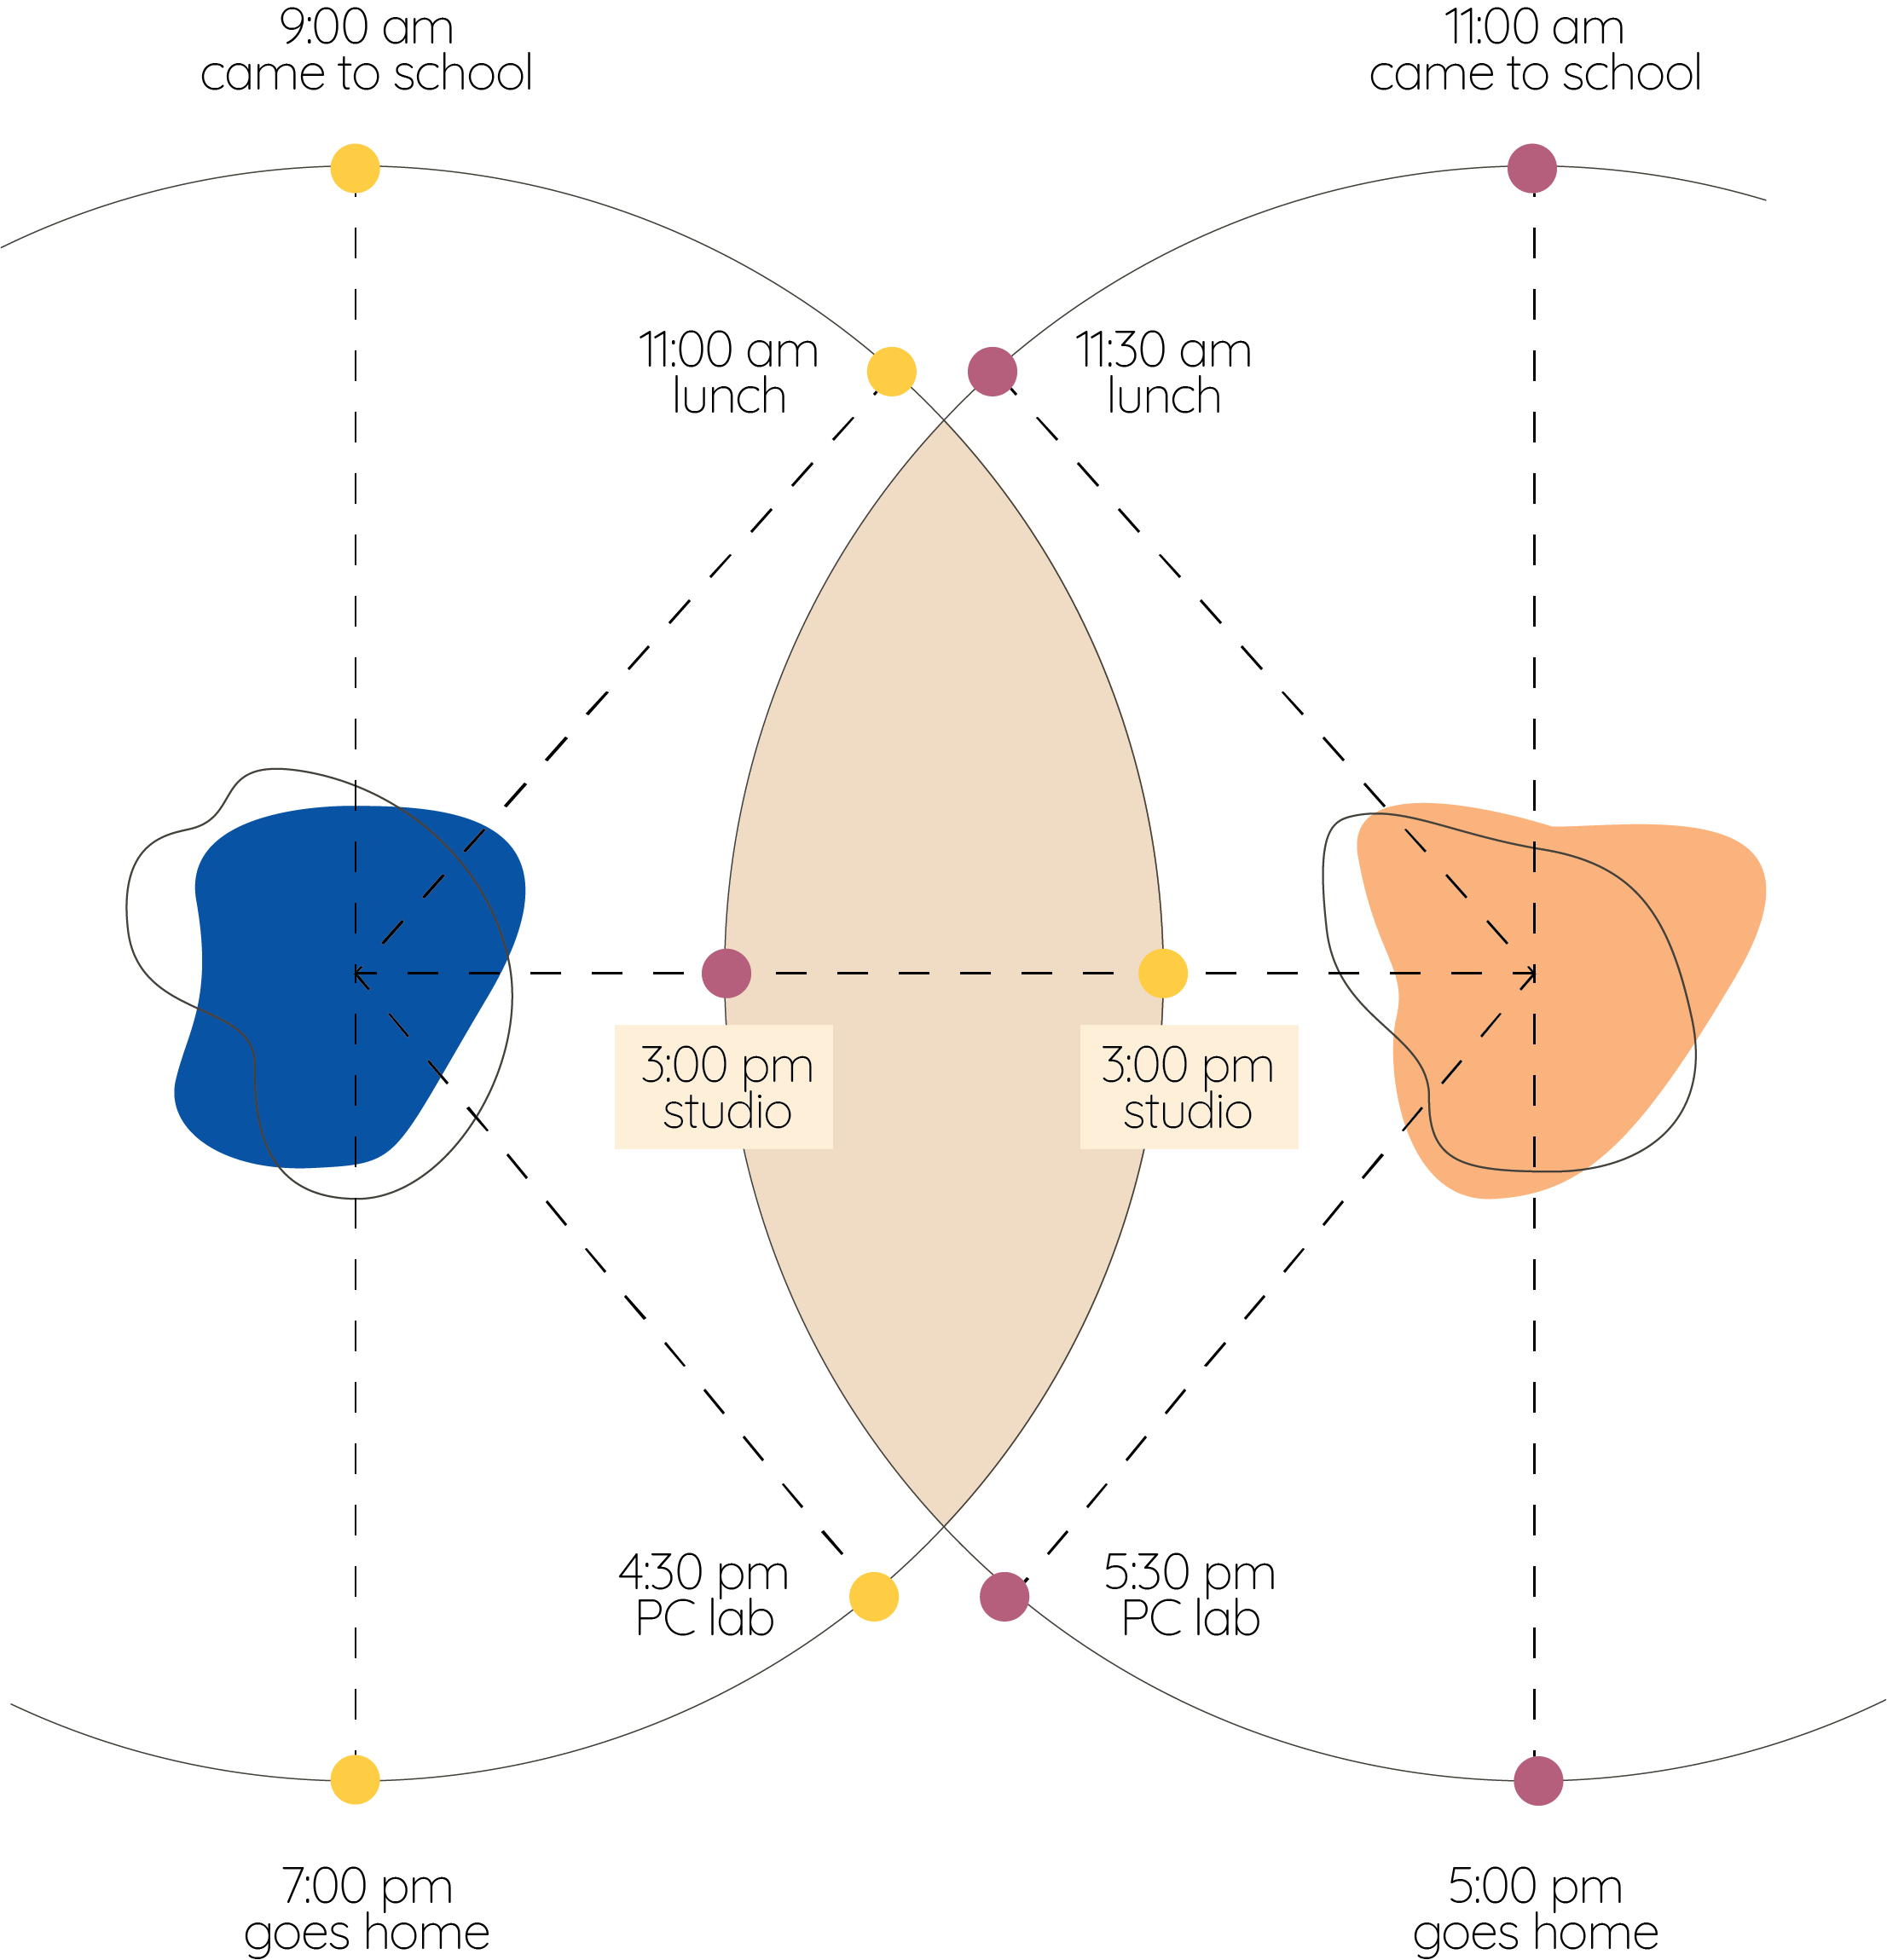 9:00 am
came to school
11:00 am
came to school
11:00 am
lunch
11:30 am
lunch
3:00 pm
studio
3:00 pm
studio
4:30 pm
PC lab
5:30 pm
PC lab
7:00 pm
goes home
5:00 pm
goes home